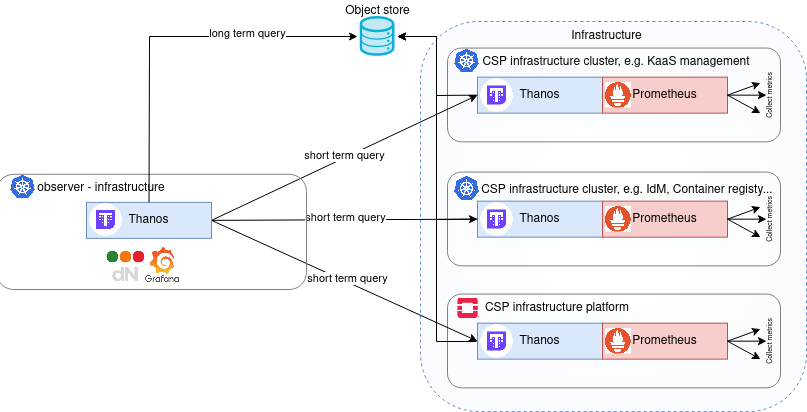 Object store
long term query
Infrastructure
CSP infrastructure cluster, e.g. KaaS management
Thanos
Prometheus
Collect metrics
short term query
observer - infrastructure
Thanos
dN
Grafana
CSP infrastructure cluster, e.g. IdM, Container registy...
short term query
Thanos
Prometheus
Collect metrics
short term query
CSP infrastructure platform
Thanos
Prometheus
Collect metrics